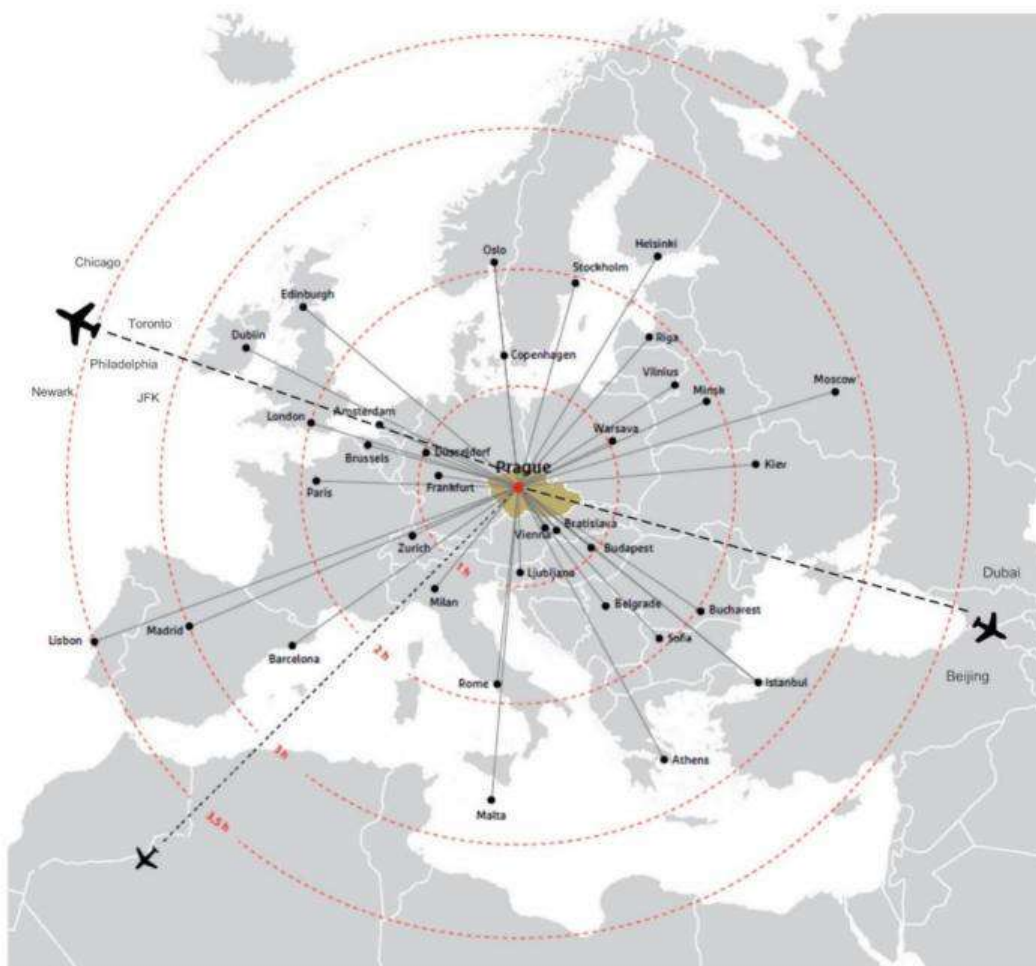 Oslo
Helsinki
Stockholm
Chicago
Edinburgh
Toronto
Dublin
Riga
Copenhagen
Philadelphia
Vilnius
Minsk
Moscow
Newark
JFK
London
Amsterdam
Warsava
Brussels
Düsseldorf
Prague
Kiev
Paris
Frankfurt
Bratislava
Vienna
Zurich
Budapest
1 h
Ljubljana
Dubai
Milan
Belgrade
Bucharest
Lisbon
Madrid
Sofia
Barcelona
2 h
Rome
Istanbul
Beijing
3 h
Athens
Malta
3,5 h